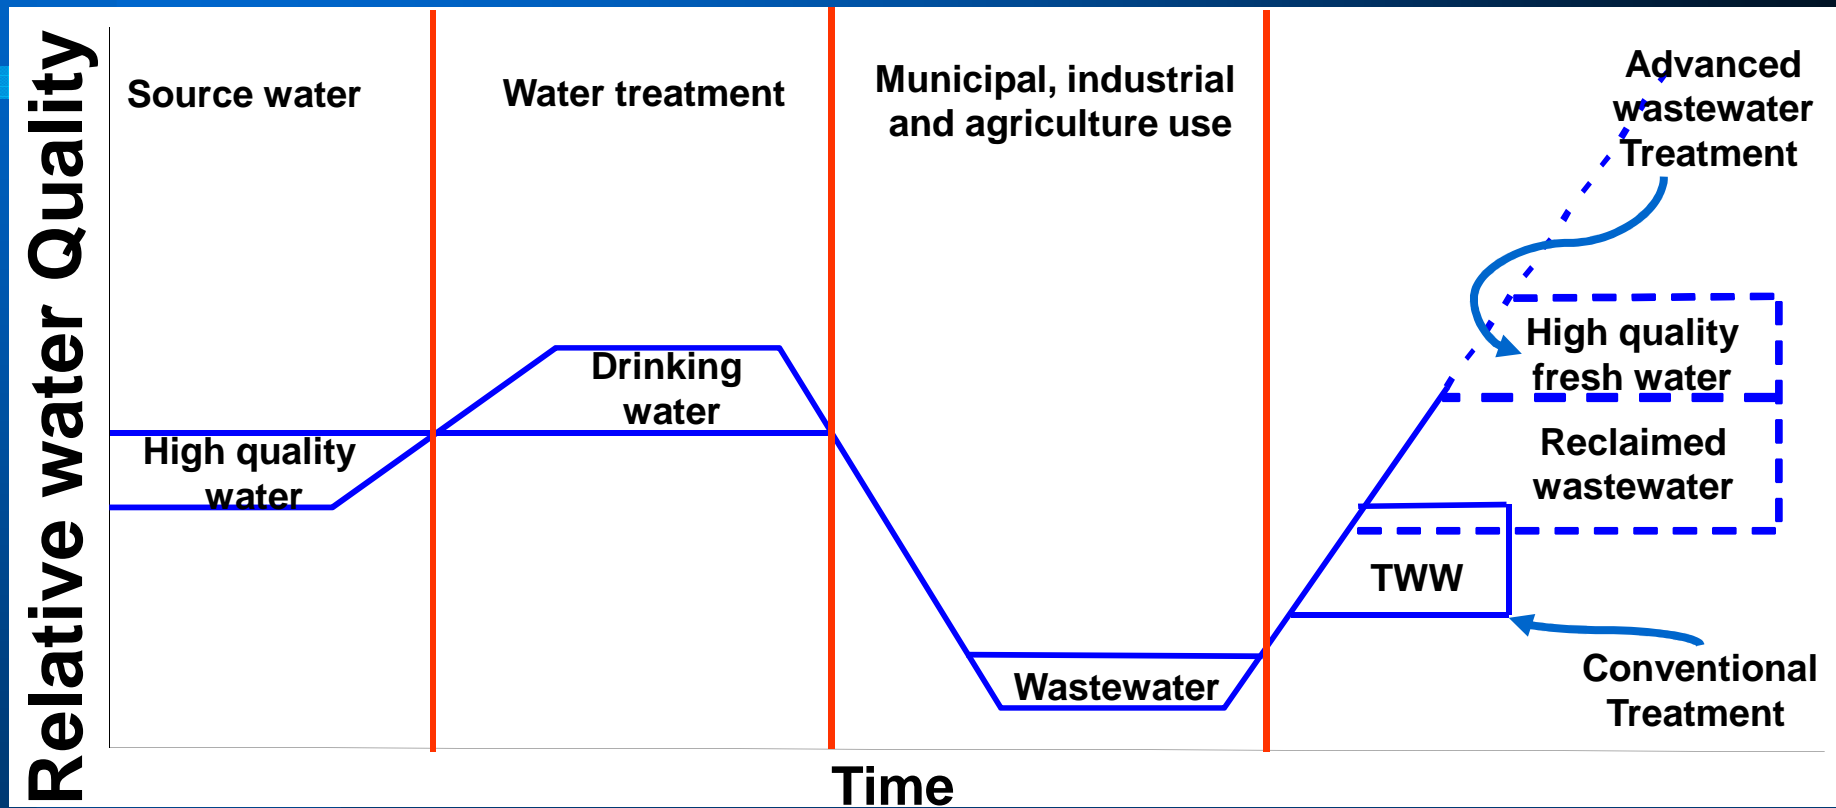 Relative water Quality
Source water
Water treatment
Municipal, industrial
and agriculture use
Advanced
wastewater
Treatment
High quality
water
Drinking
water
Wastewater
High quality
fresh water
Reclaimed
wastewater
TWW
Conventional
Treatment
Time